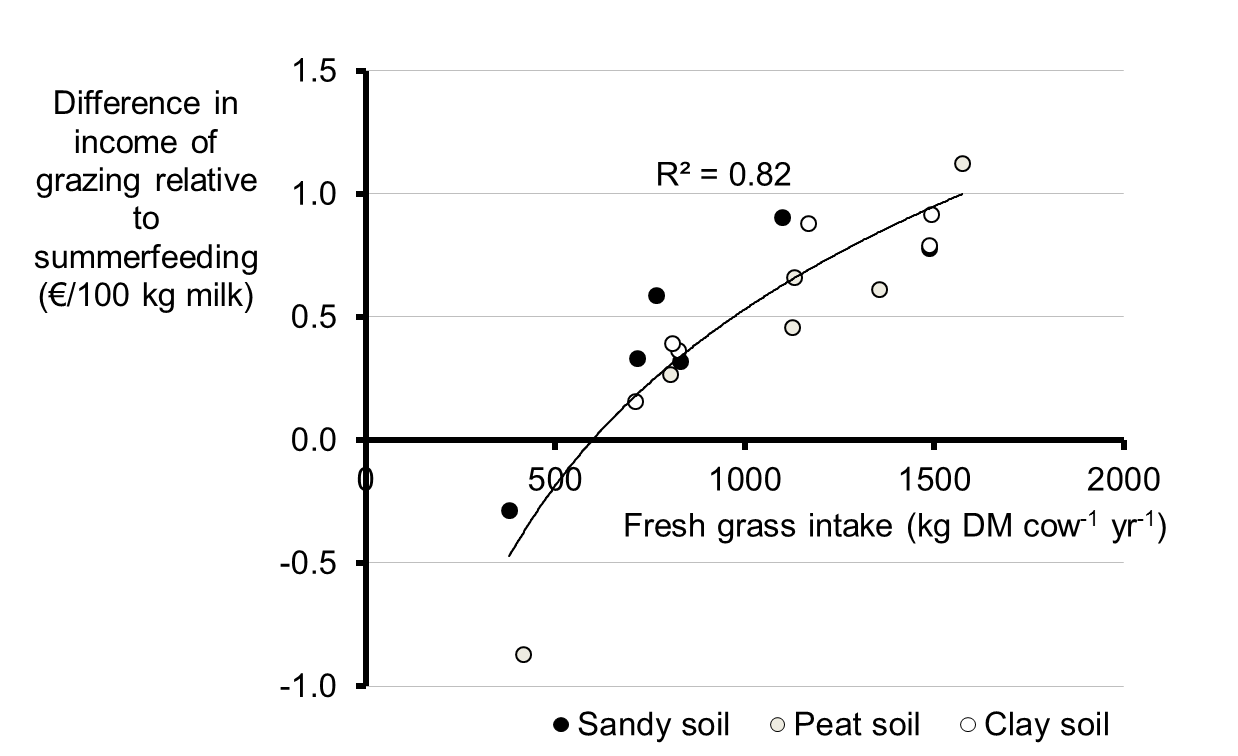 1.5
Difference in
income of
grazing relative
to
summerfeeding
(€/100 kg milk)
R² = 0.82
1.0
0.5
0.0
0 500 1000 1500 2000
Fresh grass intake (kg DM cow⁻¹ yr⁻¹)
-0.5
-1.0
Sandy soil Peat soil Clay soil